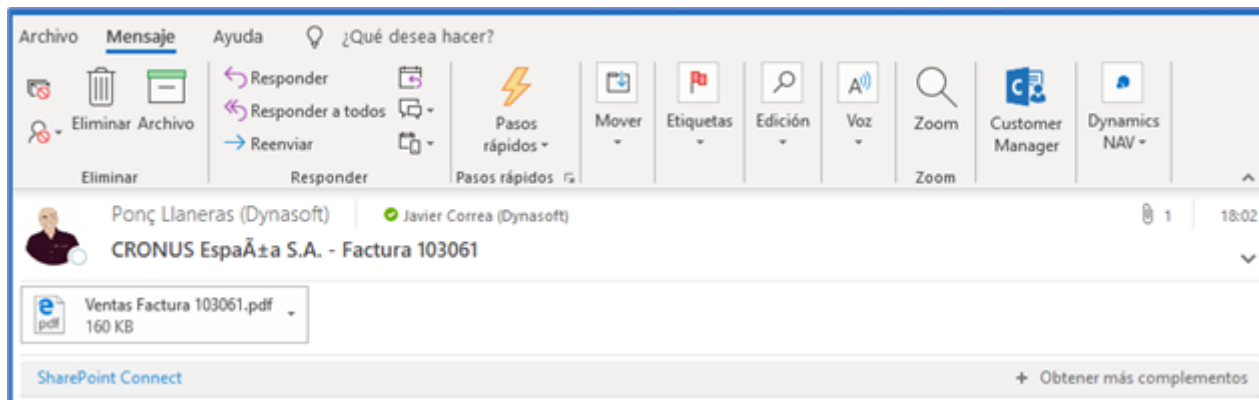 Archivo Mensaje Ayuda ¿Qué desea hacer?
Eliminar Archivo
Responder
Responder a todos
Reenviar
Pasos rápidos
Mover
Etiquetas
Edición
Voz
Zoom
Customer Manager
Dynamics NAV
Eliminar Responder Pasos rápidos Zoom
Ponç Llaneras (Dynasoft) Javier Correa (Dynasoft) 1 18:02
CRONUS EspaÃ±a S.A. - Factura 103061
Ventas Factura 103061.pdf
160 KB
SharePoint Connect + Obtener más complementos